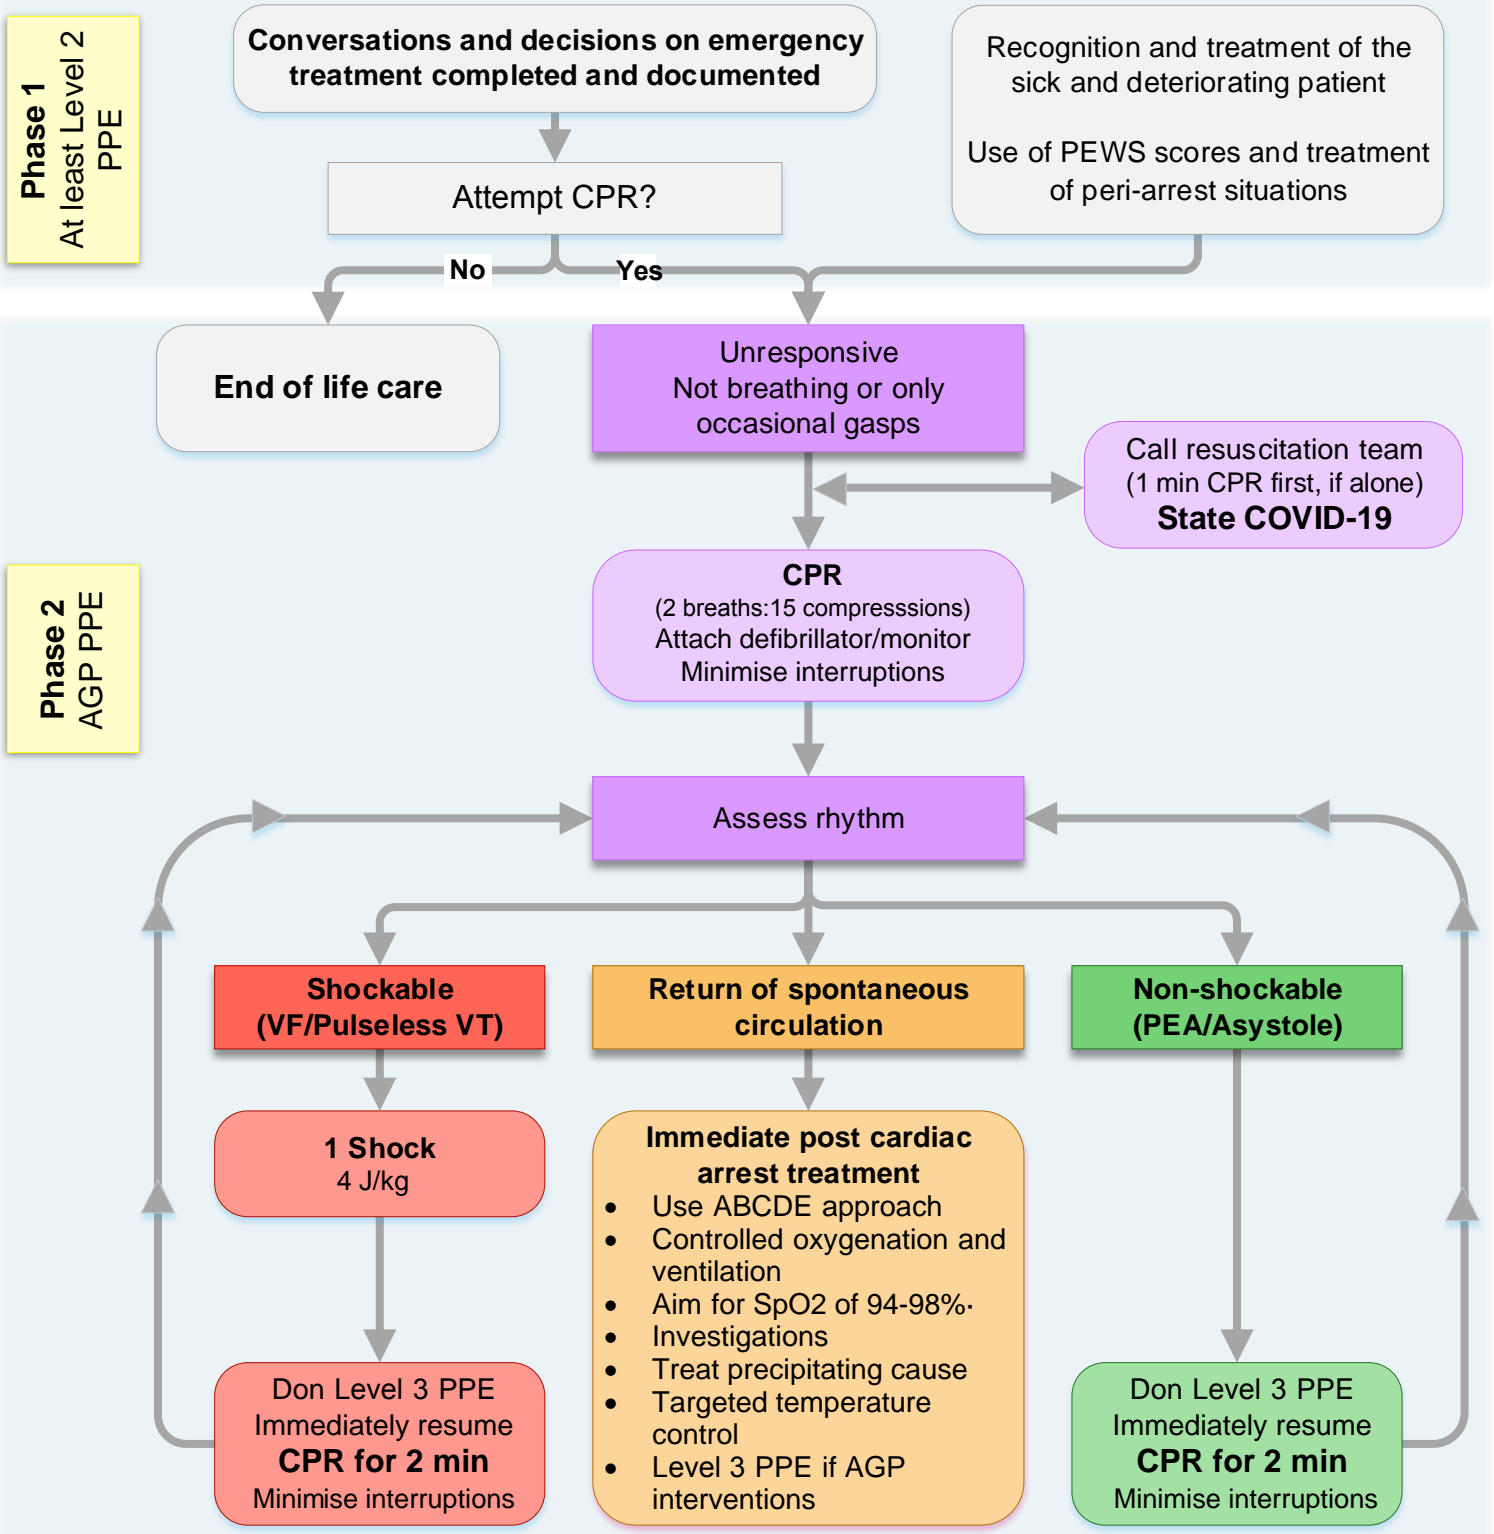 Phase 1
At least Level 2
PPE
Conversations and decisions on emergency
treatment completed and documented
Recognition and treatment of the
sick and deteriorating patient
Use of PEWS scores and treatment
of peri-arrest situations
Attempt CPR?
No
Yes
End of life care
Unresponsive
Not breathing or only
occasional gasps
Call resuscitation team
(1 min CPR first, if alone)
State COVID-19
Phase 2
AGP PPE
CPR
(2 breaths:15 compresssions)
Attach defibrillator/monitor
Minimise interruptions
Assess rhythm
Shockable
(VF/Pulseless VT)
Return of spontaneous
circulation
Non-shockable
(PEA/Asystole)
1 Shock
4 J/kg
Immediate post cardiac
arrest treatment
• Use ABCDE approach
• Controlled oxygenation and
ventilation
• Aim for SpO2 of 94-98%·
• Investigations
• Treat precipitating cause
• Targeted temperature
control
• Level 3 PPE if AGP
interventions
Don Level 3 PPE
Immediately resume
CPR for 2 min
Minimise interruptions
Don Level 3 PPE
Immediately resume
CPR for 2 min
Minimise interruptions